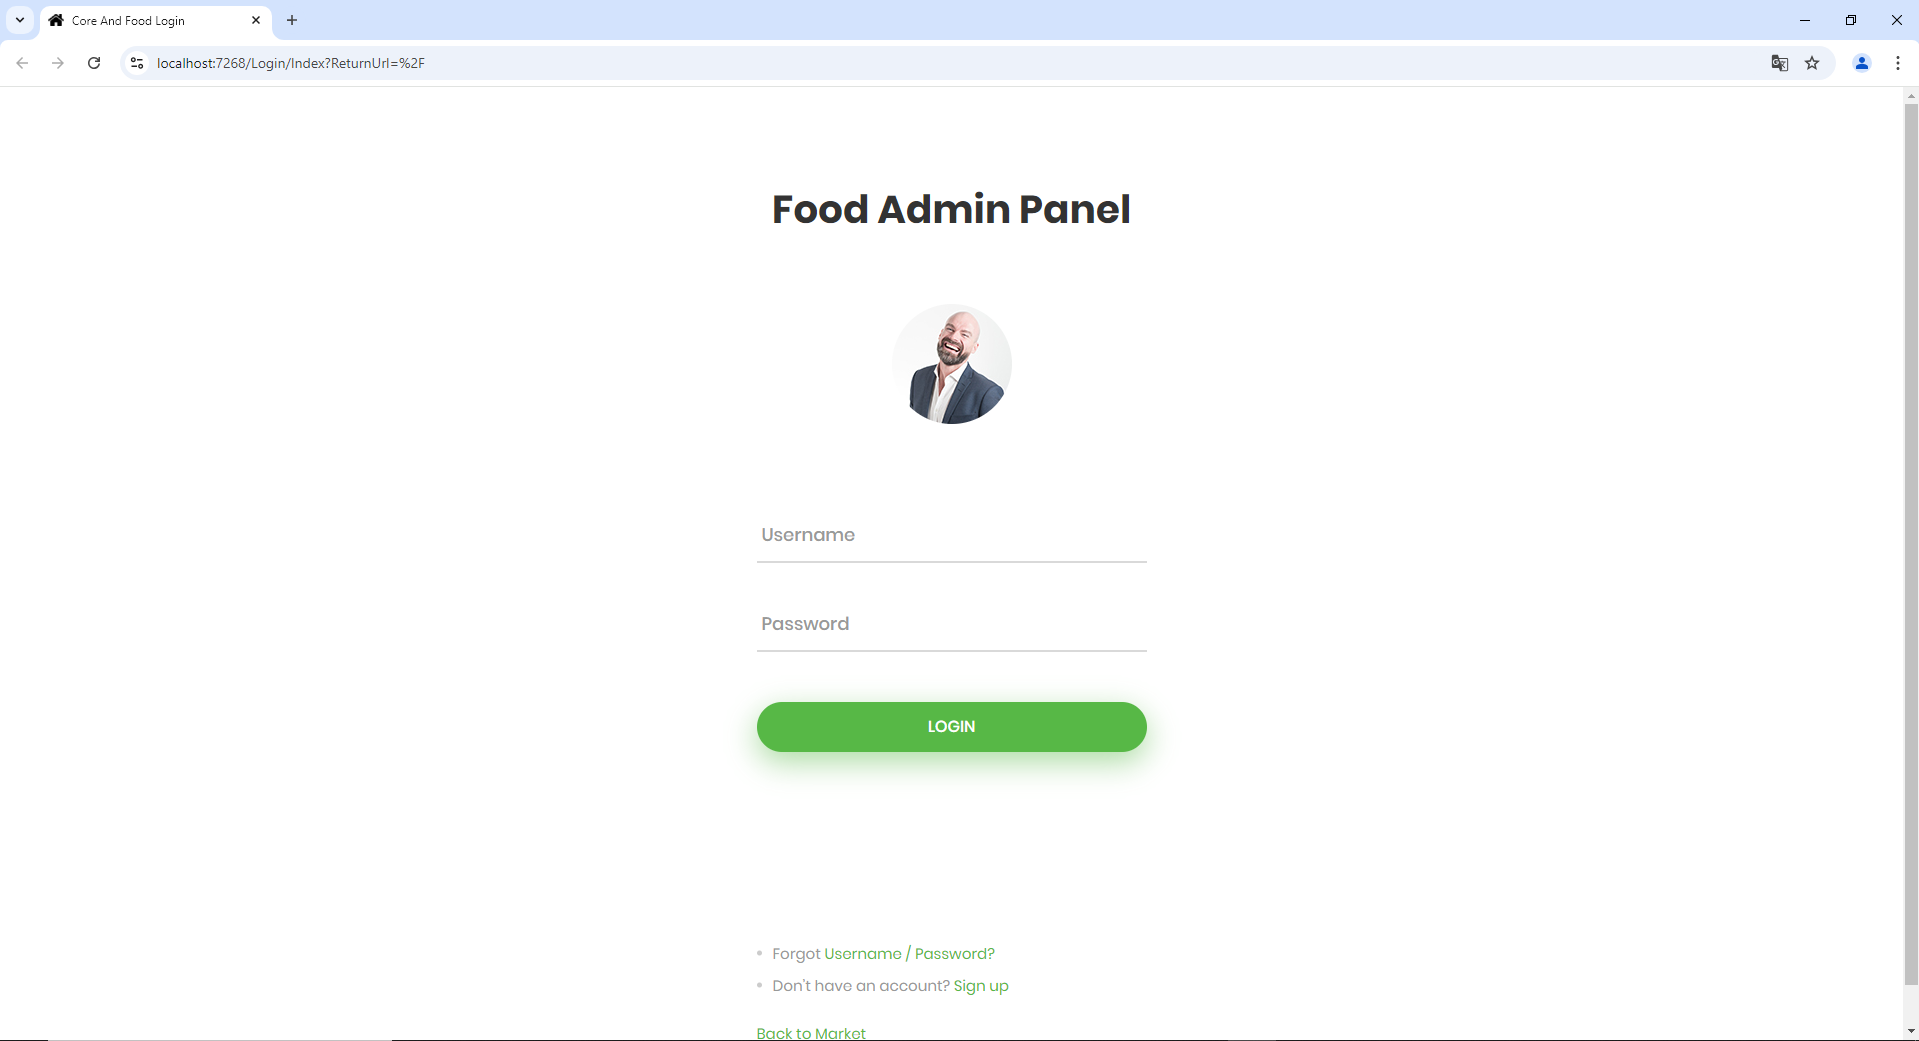 Core And Food Login
localhost:7268/Login/Index?ReturnUrl=%2F
Food Admin Panel
Username
Password
LOGIN
Forgot Username / Password?
Don't have an account? Sign up
Back to Market